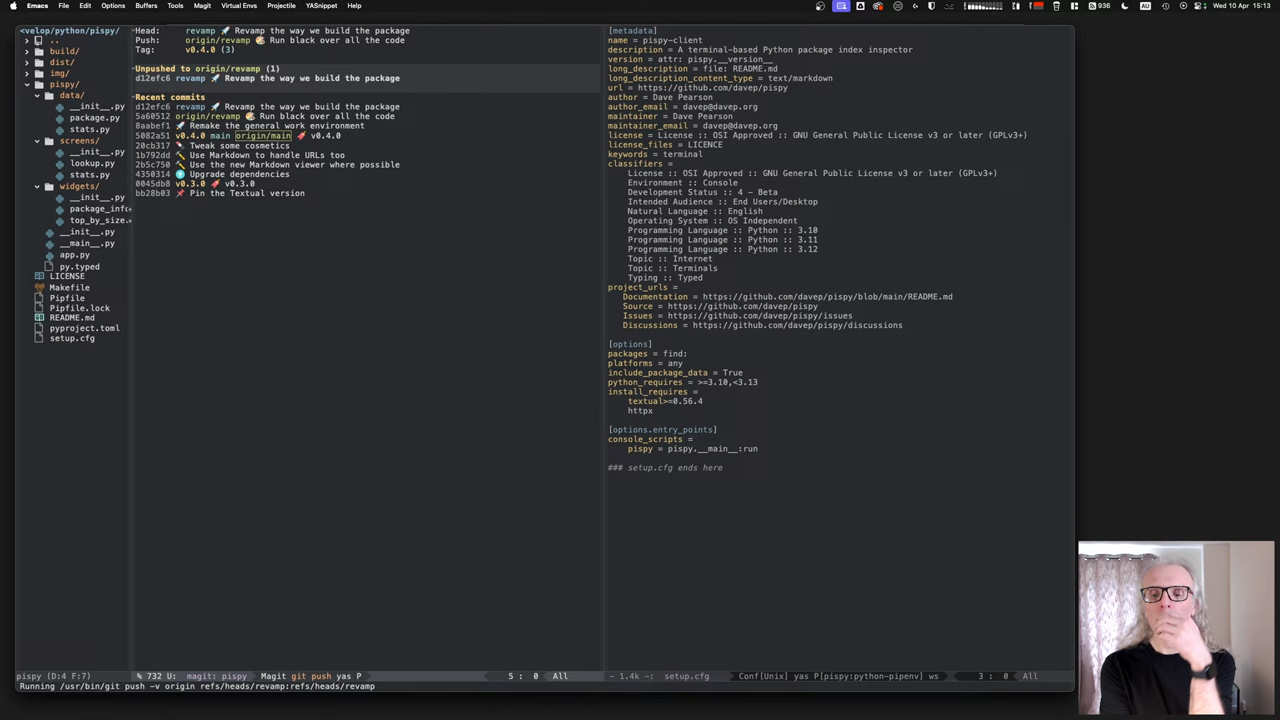 Emacs File Edit Options Buffers Tools Magit Virtual Envs Projectile YASnippet Help
936 AU Wed 10 Apr 15:13
<velop/python/pispy/
..
build/
dist/
img/
pispy/
data/
__init__.py
package.py
stats.py
screens/
__init__.py
lookup.py
stats.py
widgets/
__init__.py
package_info
top_by_size.
__init__.py
__main__.py
app.py
py.typed
LICENSE
Makefile
Pipfile
Pipfile.lock
README.md
pyproject.toml
setup.cfg
Head: revamp 🚀 Revamp the way we build the package
Push: origin/revamp 🎨 Run black over all the code
Tag: v0.4.0 (3)
Unpushed to origin/revamp (1)
d12efc6 revamp 🚀 Revamp the way we build the package
Recent commits
d12efc6 revamp 🚀 Revamp the way we build the package
5a60512 origin/revamp 🎨 Run black over all the code
8aabef1 🚀 Remake the general work environment
5082a51 v0.4.0 main origin/main 🚀 v0.4.0
20cb317 Tweak some cosmetics
1b792dd 🔨 Use Markdown to handle URLs too
2b5c750 🔨 Use the new Markdown viewer where possible
4350314 Upgrade dependencies
0045db8 v0.3.0 🚀 v0.3.0
bb28b03 📌 Pin the Textual version
[metadata]
name = pispy-client
description = A terminal-based Python package index inspector
version = attr: pispy.__version__
long_description = file: README.md
long_description_content_type = text/markdown
url = https://github.com/davep/pispy
author = Dave Pearson
author_email = davep@davep.org
maintainer = Dave Pearson
maintainer_email = davep@davep.org
license = License :: OSI Approved :: GNU General Public License v3 or later (GPLv3+)
license_files = LICENCE
keywords = terminal
classifiers =
License :: OSI Approved :: GNU General Public License v3 or later (GPLv3+)
Environment :: Console
Development Status :: 4 - Beta
Intended Audience :: End Users/Desktop
Natural Language :: English
Operating System :: OS Independent
Programming Language :: Python :: 3.10
Programming Language :: Python :: 3.11
Programming Language :: Python :: 3.12
Topic :: Internet
Topic :: Terminals
Typing :: Typed
project_urls =
Documentation = https://github.com/davep/pispy/blob/main/README.md
Source = https://github.com/davep/pispy
Issues = https://github.com/davep/pispy/issues
Discussions = https://github.com/davep/pispy/discussions
[options]
packages = find:
platforms = any
include_package_data = True
python_requires = >=3.10,<3.13
install_requires =
textual>=0.56.4
httpx
[options.entry_points]
console_scripts =
pispy = pispy.__main__:run
### setup.cfg ends here
pispy (D:4 F:7) % 732 U: magit: pispy Magit git push yas P 5: 0 All - 1.4k -: setup.cfg Conf[Unix] yas P[pispy:python-pipenv] ws 3: 0 All
Running /usr/bin/git push -v origin refs/heads/revamp:refs/heads/revamp